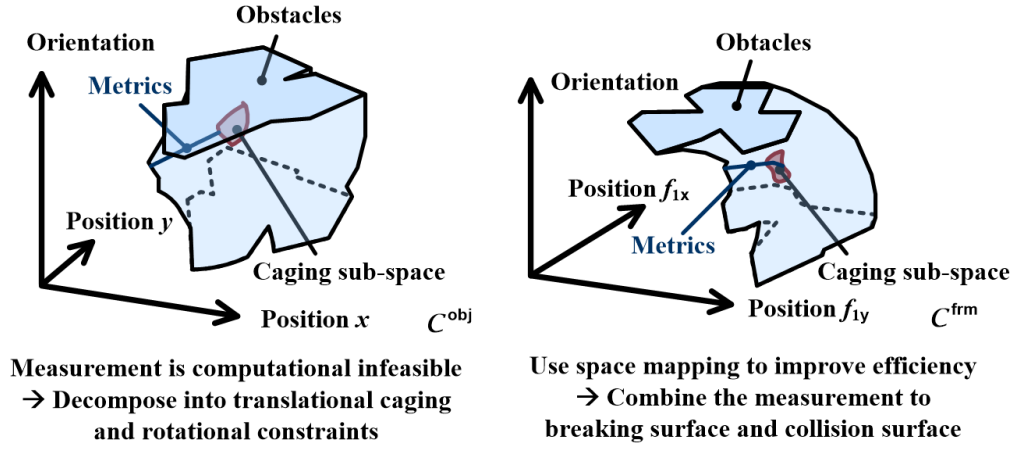 Obstacles
Orientation
Metrics
Position y
Caging sub-space
Position x
C^obj
Measurement is computational infeasible
→ Decompose into translational caging
and rotational constraints
Obtacles
Orientation
Position f1x
Metrics
Caging sub-space
Position f1y
C^frm
Use space mapping to improve efficiency
→ Combine the measurement to
breaking surface and collision surface